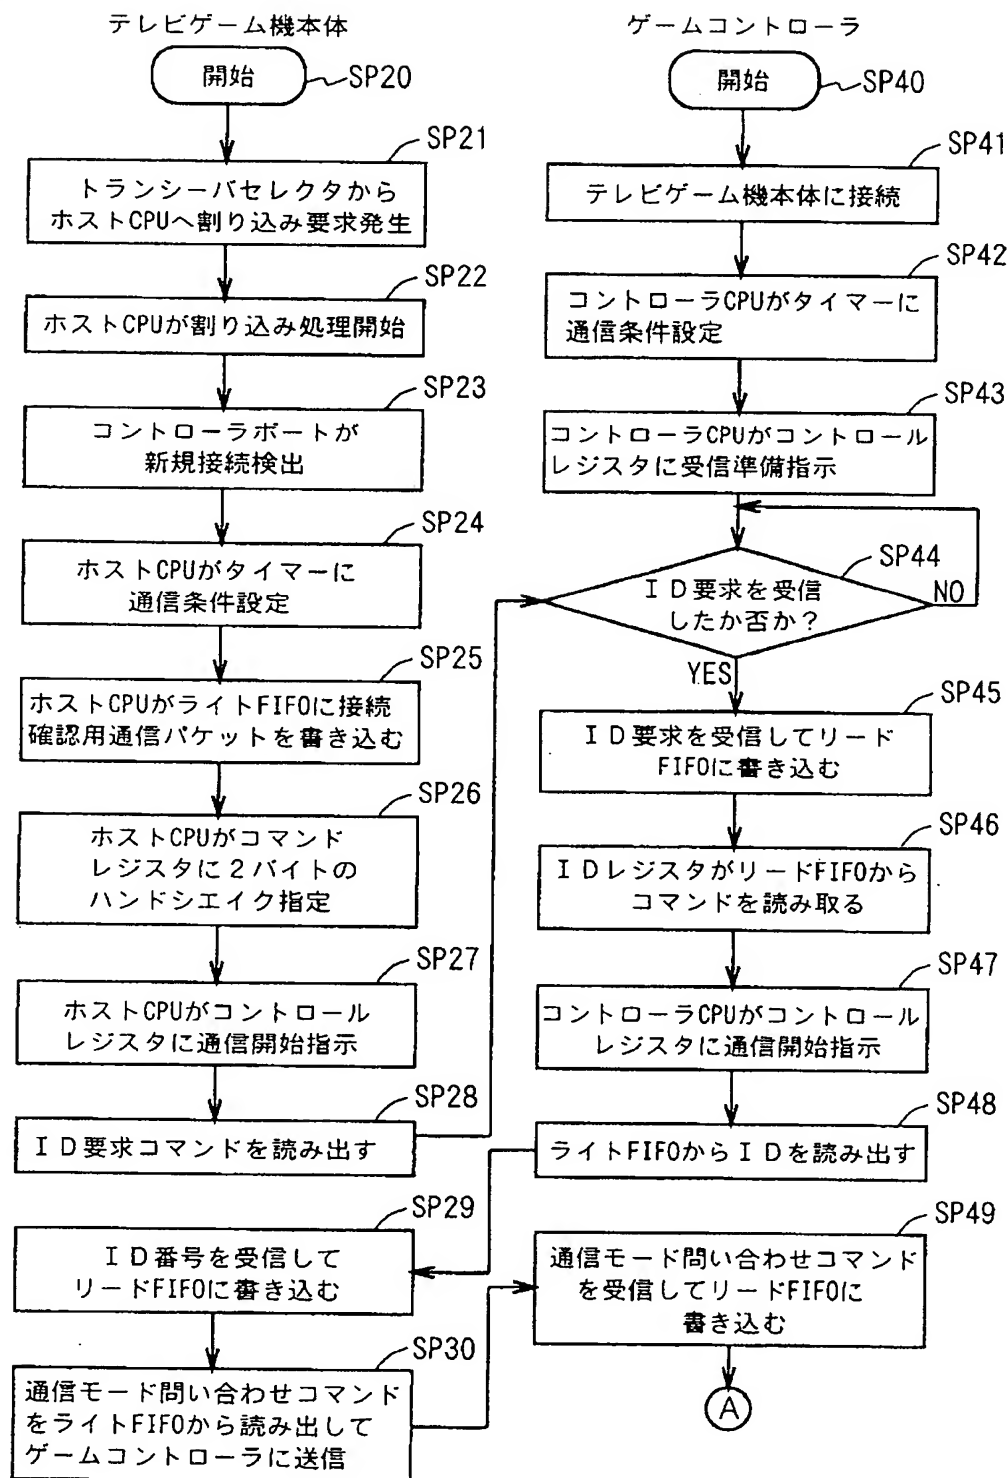 テレビゲーム機本体
開始
SP20
SP21
トランシーバセレクタから
ホストCPUへ割り込み要求発生
SP22
ホストCPUが割り込み処理開始
SP23
コントローラポートが
新規接続検出
SP24
ホストCPUがタイマーに
通信条件設定
SP25
ホストCPUがライトFIFOに接続
確認用通信パケットを書き込む
SP26
ホストCPUがコマンド
レジスタに2バイトの
ハンドシエイク指定
SP27
ホストCPUがコントロール
レジスタに通信開始指示
SP28
ID要求コマンドを読み出す
SP29
ID番号を受信して
リードFIFOに書き込む
SP30
通信モード問い合わせコマンド
をライトFIFOから読み出して
ゲームコントローラに送信
ゲームコントローラ
開始
SP40
SP41
テレビゲーム機本体に接続
SP42
コントローラCPUがタイマーに
通信条件設定
SP43
コントローラCPUがコントロール
レジスタに受信準備指示
SP44
ID要求を受信
したか否か?
NO
YES
SP45
ID要求を受信してリード
FIFOに書き込む
SP46
IDレジスタがリードFIFOから
コマンドを読み取る
SP47
コントローラCPUがコントロール
レジスタに通信開始指示
SP48
ライトFIFOからIDを読み出す
SP49
通信モード問い合わせコマンド
を受信してリードFIFOに
書き込む
A